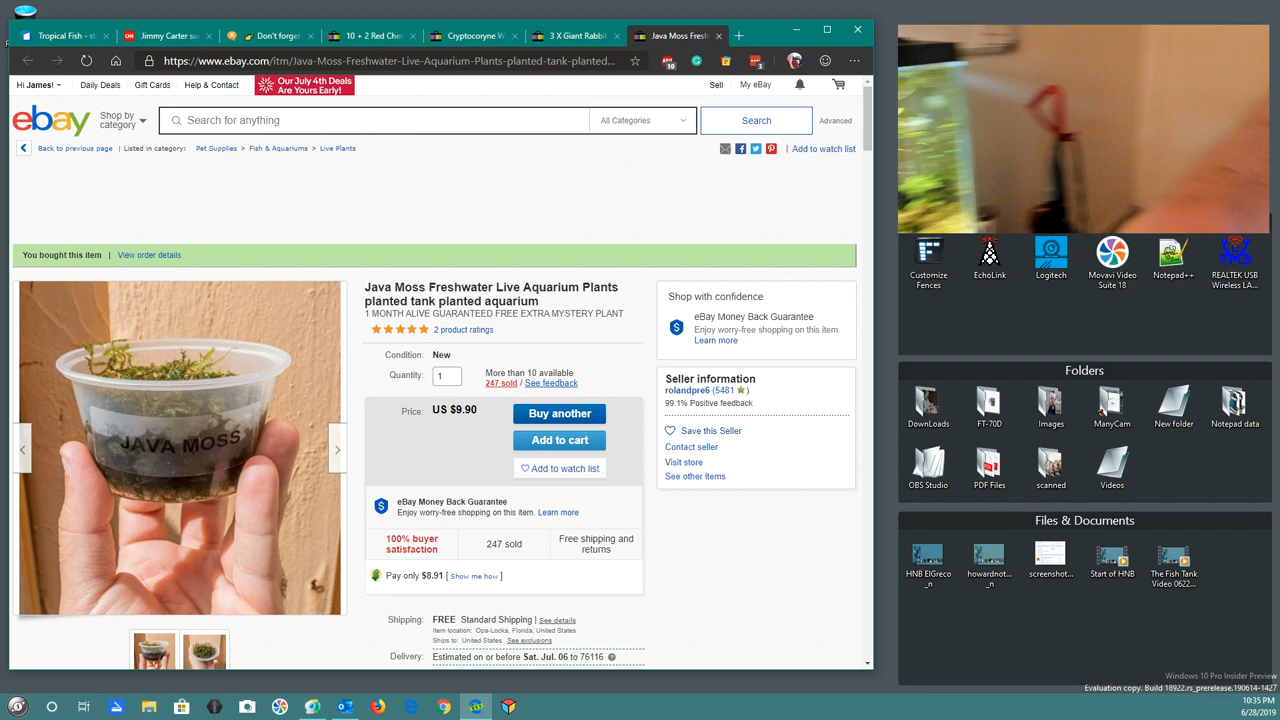 Tropical Fish - st
Jimmy Carter su
Don't forget
10 + 2 Red Cher
Cryptocoryne W
3 X Giant Rabbit
Java Moss Fresh
https://www.ebay.com/itm/Java-Moss-Freshwater-Live-Aquarium-Plants-planted-tank-planted...
10
3
Hi James!
Daily Deals
Gift Cards
Help & Contact
Our July 4th Deals
Are Yours Early!
Sell
My eBay
ebay
Shop by
category
Search for anything
All Categories
Search
Advanced
Back to previous page | Listed in category: Pet Supplies > Fish & Aquariums > Live Plants
| Add to watch list
You bought this item | View order details
JAVA MOSS
Java Moss Freshwater Live Aquarium Plants
planted tank planted aquarium
1 MONTH ALIVE GUARANTEED FREE EXTRA MYSTERY PLANT
2 product ratings
Condition: New
Quantity: 1
More than 10 available
247 sold / See feedback
Price: US $9.90
Buy another
Add to cart
Add to watch list
eBay Money Back Guarantee
Enjoy worry-free shopping on this item. Learn more
100% buyer
satisfaction
247 sold
Free shipping and
returns
Pay only $8.91 [ Show me how ]
Shipping: FREE Standard Shipping | See details
Item location: Opa-Locka, Florida, United States
Ships to: United States See exclusions
Delivery: Estimated on or before Sat. Jul. 06 to 76116
Shop with confidence
eBay Money Back Guarantee
Enjoy worry-free shopping on this item.
Learn more
Seller information
rolandpre6 (5481 )
99.1% Positive feedback
Save this Seller
Contact seller
Visit store
See other items
Customize
Fences
EchoLink
Logitech
Movavi Video
Suite 18
Notepad++
REALTEK USB
Wireless LA...
Folders
DownLoads
FT-70D
Images
ManyCam
New folder
Notepad data
OBS Studio
PDF Files
scanned
Videos
Files & Documents
HNB ElGreco
_n
howardnot...
_n
screenshot...
Start of HNB
The Fish Tank
Video 0622...
Windows 10 Pro Insider Preview
Evaluation copy. Build 18922.rs_prerelease.190614-1427
10:35 PM
6/28/2019